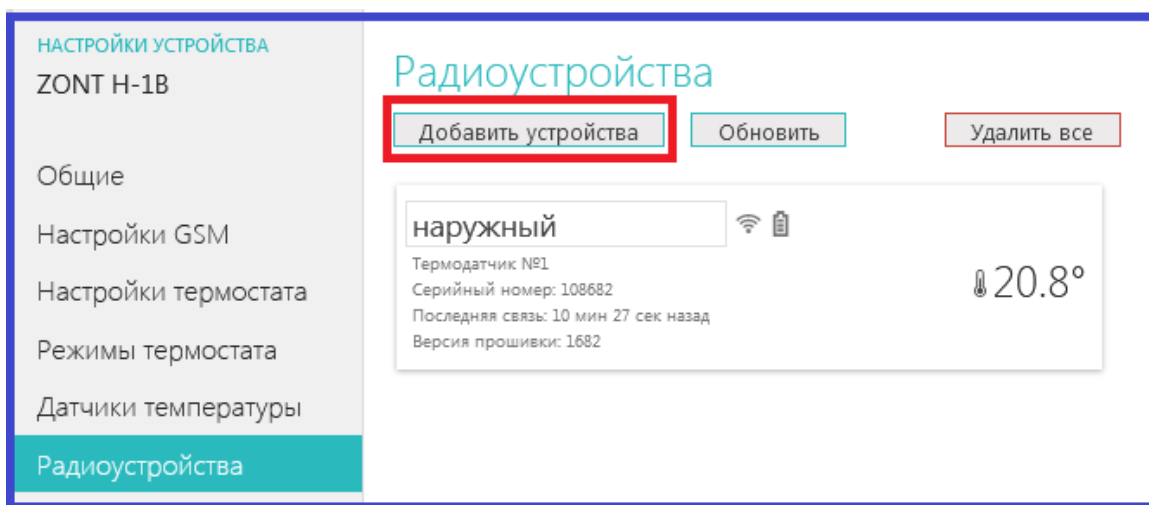 НАСТРОЙКИ УСТРОЙСТВА
ZONT H-1B
Общие
Настройки GSM
Настройки термостата
Режимы термостата
Датчики температуры
Радиоустройства
Радиоустройства
Добавить устройства
Обновить
Удалить все
наружный
Термодатчик №1
Серийный номер: 108682
Последняя связь: 10 мин 27 сек назад
Версия прошивки: 1682
20.8°